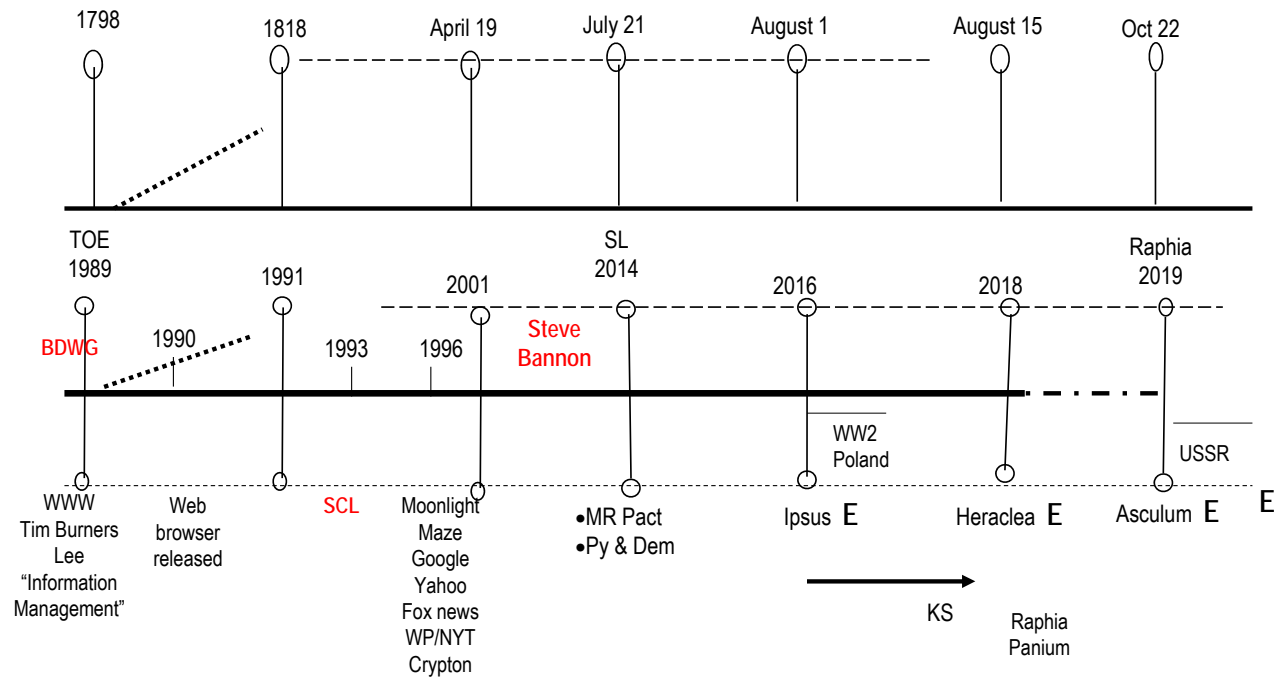 1798
1818
April 19
July 21
August 1
August 15
Oct 22
TOE
1989
1991
2001
SL
2014
2016
2018
Raphia
2019
BDWG
1990
1993
1996
Steve
Bannon
WW2
Poland
USSR
WWW
Tim Burners
Lee
“Information
Management”
Web
browser
released
SCL
Moonlight
Maze
Google
Yahoo
Fox news
WP/NYT
Crypton
•MR Pact
•Py & Dem
Ipsus E
Heraclea E
Asculum E
E
KS
Raphia
Panium